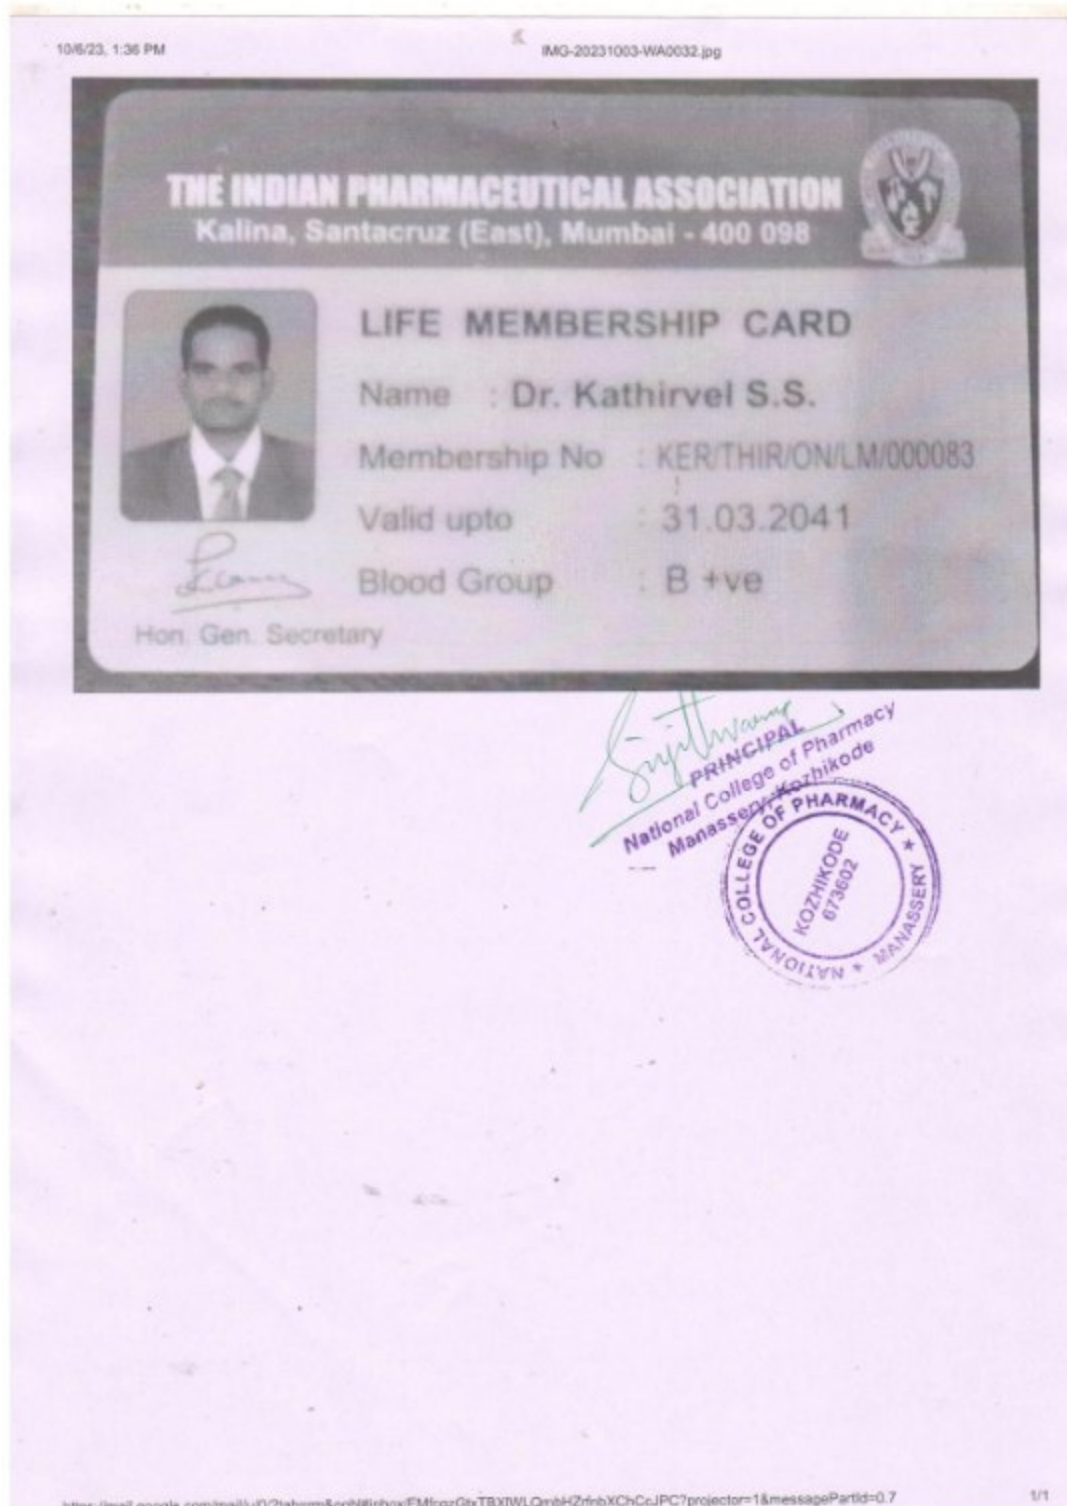 10/6/23, 1:36 PM
IMG-20231003-WA0032.jpg
THE INDIAN PHARMACEUTICAL ASSOCIATION
Kalina, Santacruz (East), Mumbai - 400 098
LIFE MEMBERSHIP CARD
Name : Dr. Kathirvel S.S.
Membership No : KER/THIR/ON/LM/000083
Valid upto : 31.03.2041
Blood Group : B +ve
Hon. Gen. Secretary
PRINCIPAL
National College of Pharmacy
Manassery, Kozhikode
NATIONAL COLLEGE OF PHARMACY ★ MANASSERY ★
KOZHIKODE
673602
1/1